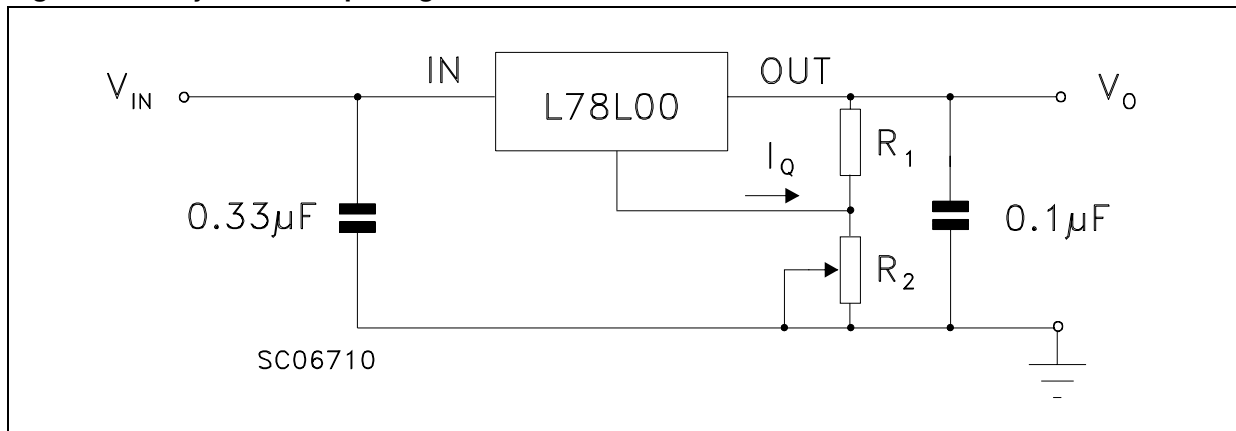 V_IN
IN
L78L00
OUT
V_O
R_1
I_Q
0.33µF
0.1µF
R_2
SC06710